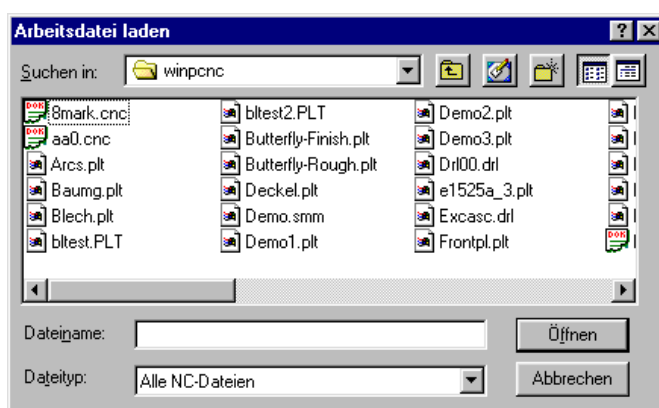 Arbeitsdatei laden
Suchen in: winpcnc
8mark.cnc bltest2.PLT Demo2.plt
aa0.cnc Butterfly-Finish.plt Demo3.plt
Arcs.plt Butterfly-Rough.plt Drl00.drl
Baumg.plt Deckel.plt e1525a_3.plt
Blech.plt Demo.smm Excasc.drl
bltest.PLT Demo1.plt Frontpl.plt
Dateiname: Öffnen
Dateityp: Alle NC-Dateien Abbrechen